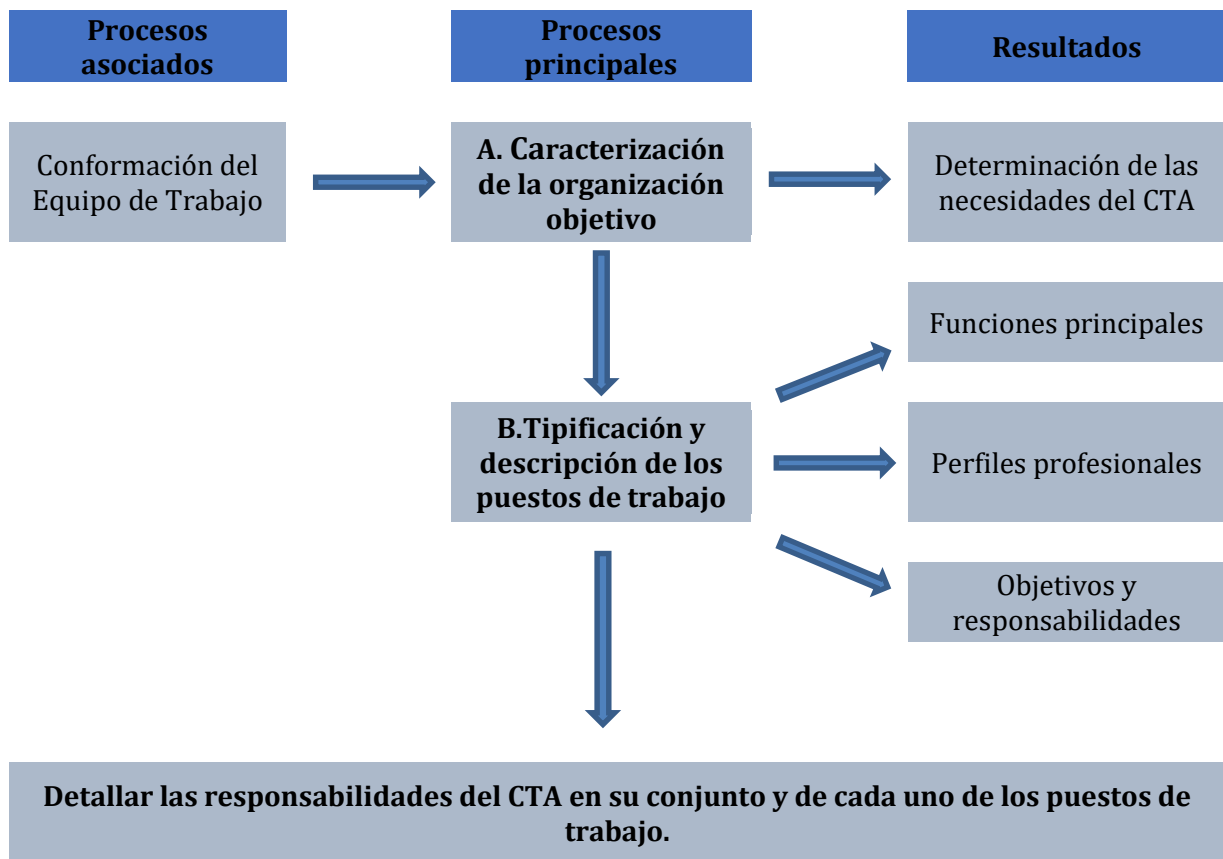 Procesos
asociados
Procesos
principales
Resultados
Conformación del
Equipo de Trabajo
A. Caracterización
de la organización
objetivo
Determinación de las
necesidades del CTA
Funciones principales
B.Tipificación y
descripción de los
puestos de trabajo
Perfiles profesionales
Objetivos y
responsabilidades
Detallar las responsabilidades del CTA en su conjunto y de cada uno de los puestos de
trabajo.